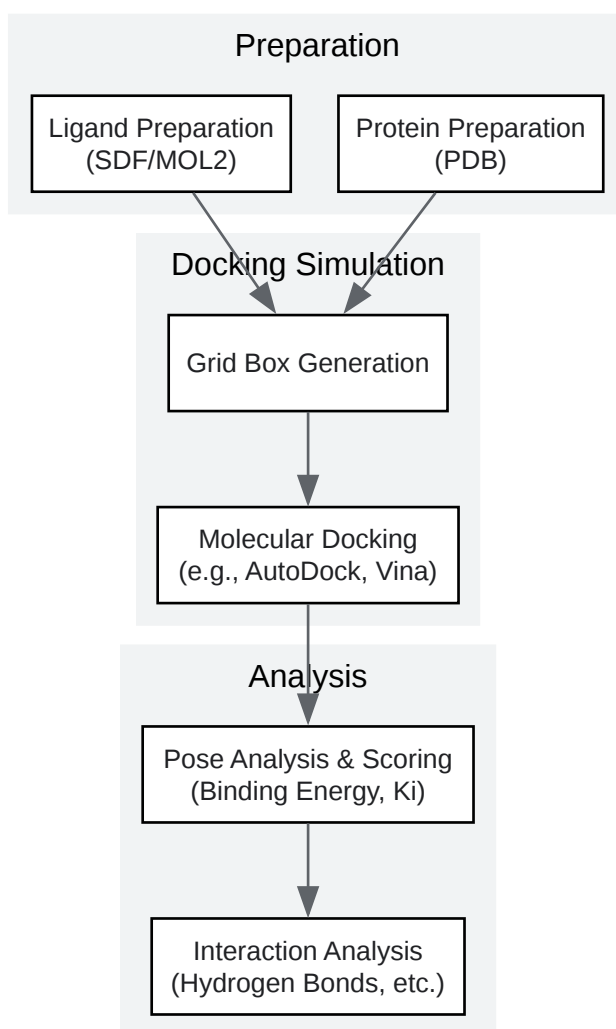 Preparation
Ligand Preparation
(SDF/MOL2)
Protein Preparation
(PDB)
Docking Simulation
Grid Box Generation
Molecular Docking
(e.g., AutoDock, Vina)
Analysis
Pose Analysis & Scoring
(Binding Energy, Ki)
Interaction Analysis
(Hydrogen Bonds, etc.)